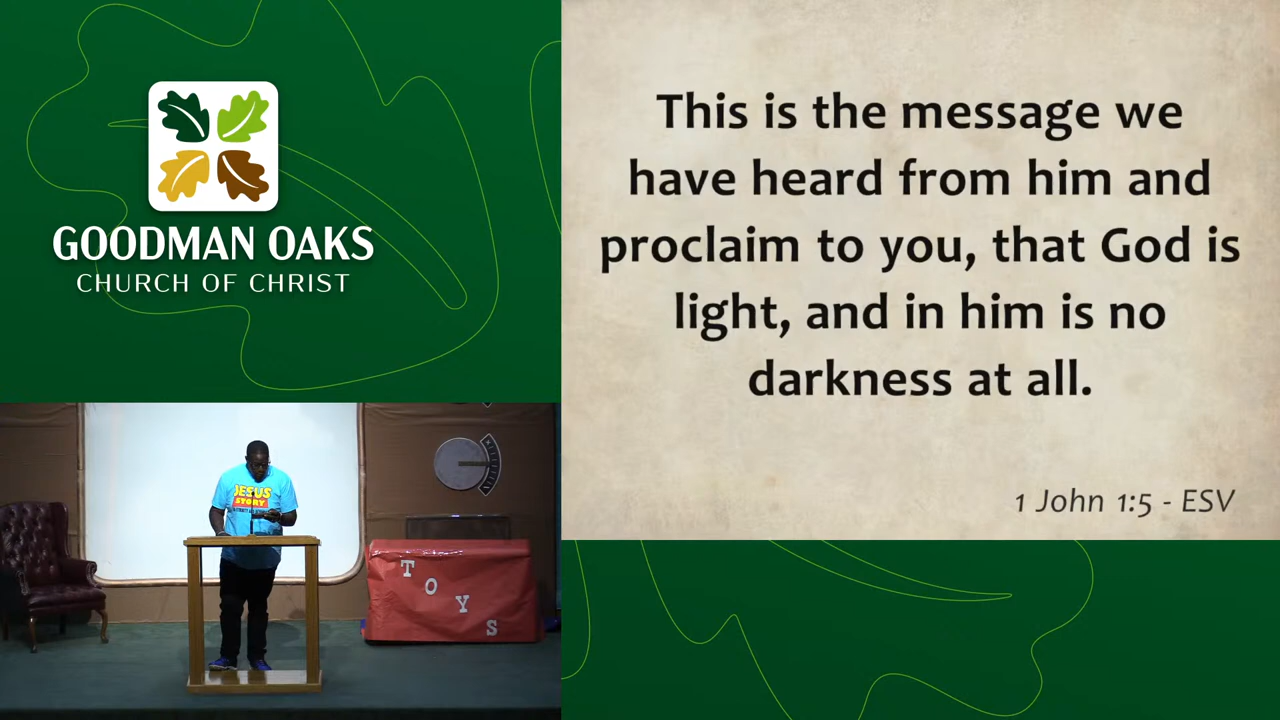 GOODMAN OAKS
CHURCH OF CHRIST
This is the message we
have heard from him and
proclaim to you, that God is
light, and in him is no
darkness at all.
1 John 1:5 - ESV
JESUS
STORY
TOYS